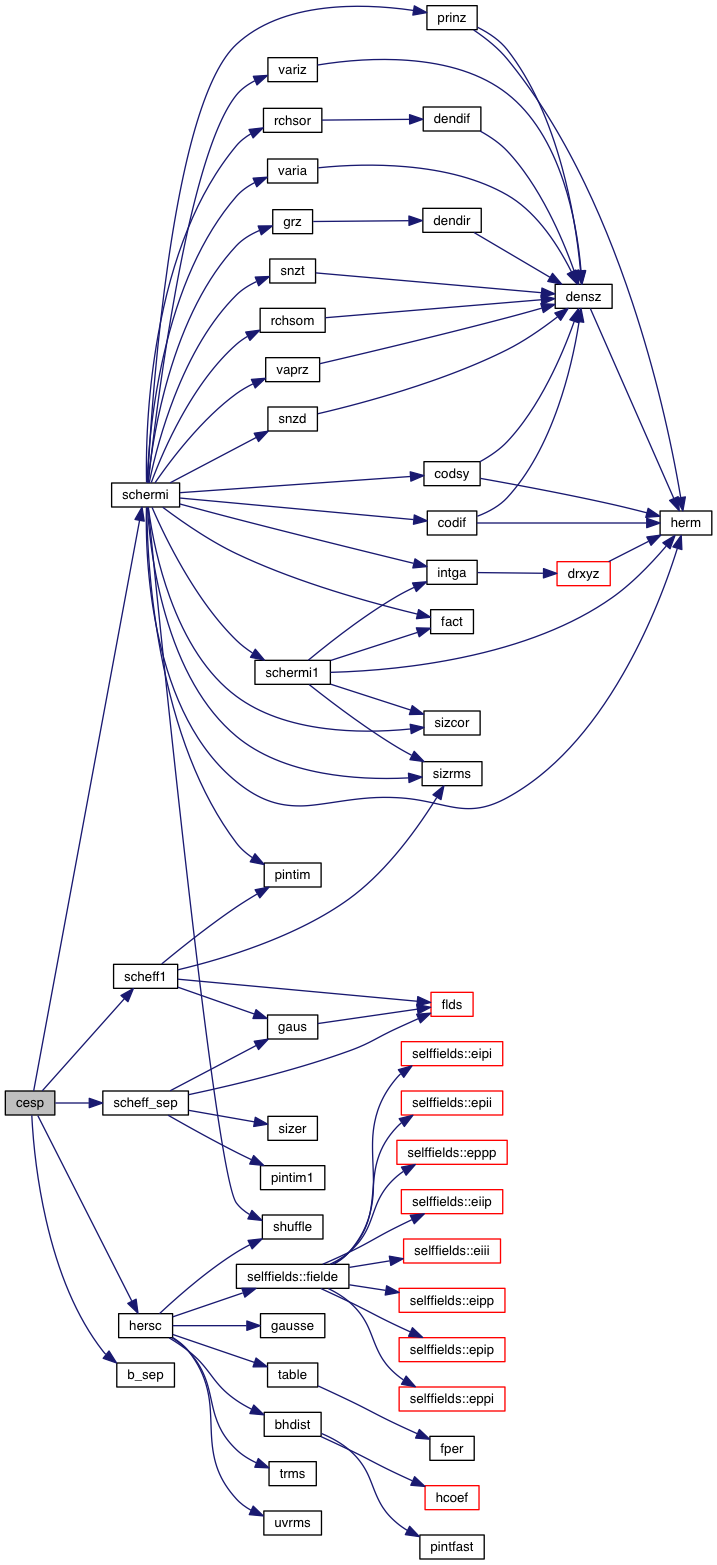 prinz
variz
rchsor
dendif
varia
grz
dendir
snzt
densz
rchsom
vaprz
snzd
codsy
schermi
codif
herm
intga
drxyz
fact
schermi1
sizcor
sizrms
pintim
scheff1
flds
gaus
selffields::eipi
cesp
scheff_sep
selffields::epii
sizer
selffields::eppp
pintim1
selffields::eiip
shuffle
selffields::eiii
selffields::fielde
selffields::eipp
hersc
gausse
selffields::epip
b_sep
table
selffields::eppi
bhdist
fper
trms
hcoef
uvrms
pintfast